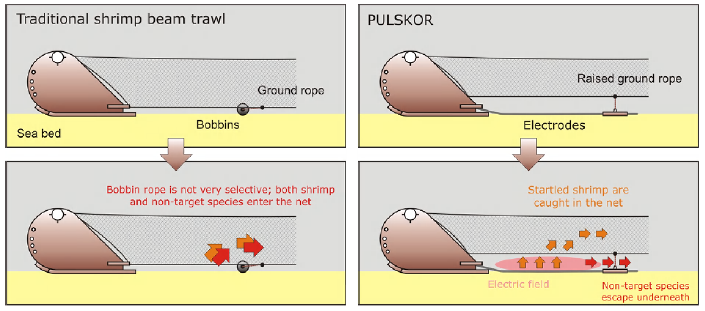 Traditional shrimp beam trawl
Ground rope
Bobbins
Sea bed
PULSKOR
Raised ground rope
Electrodes
Bobbin rope is not very selective; both shrimp
and non-target species enter the net
Startled shrimp are
caught in the net
Electric field
Non-target species
escape underneath